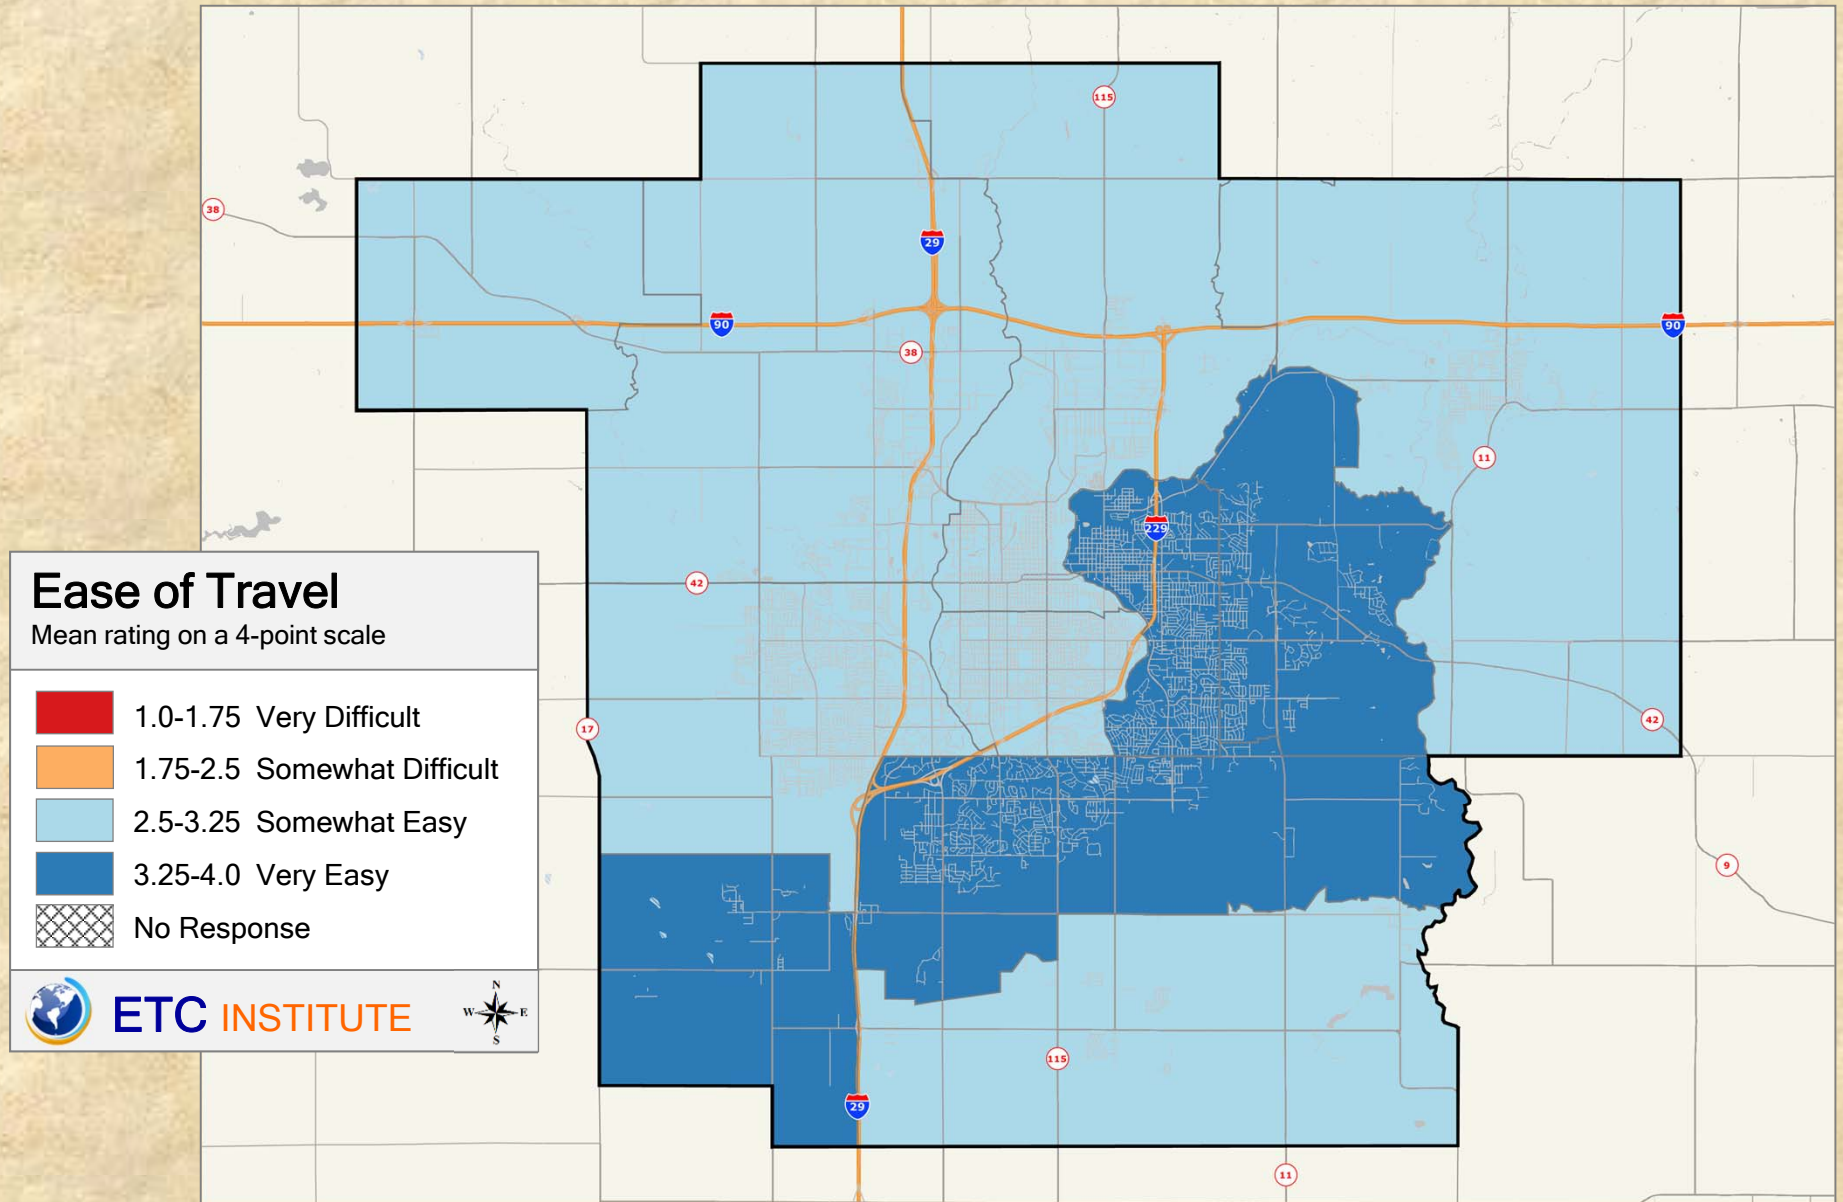 115
38
29
90
90
38
11
229
42
17
42
9
115
29
11
Ease of Travel
Mean rating on a 4-point scale
1.0-1.75 Very Difficult
1.75-2.5 Somewhat Difficult
2.5-3.25 Somewhat Easy
3.25-4.0 Very Easy
No Response
ETC INSTITUTE
N
W E
S